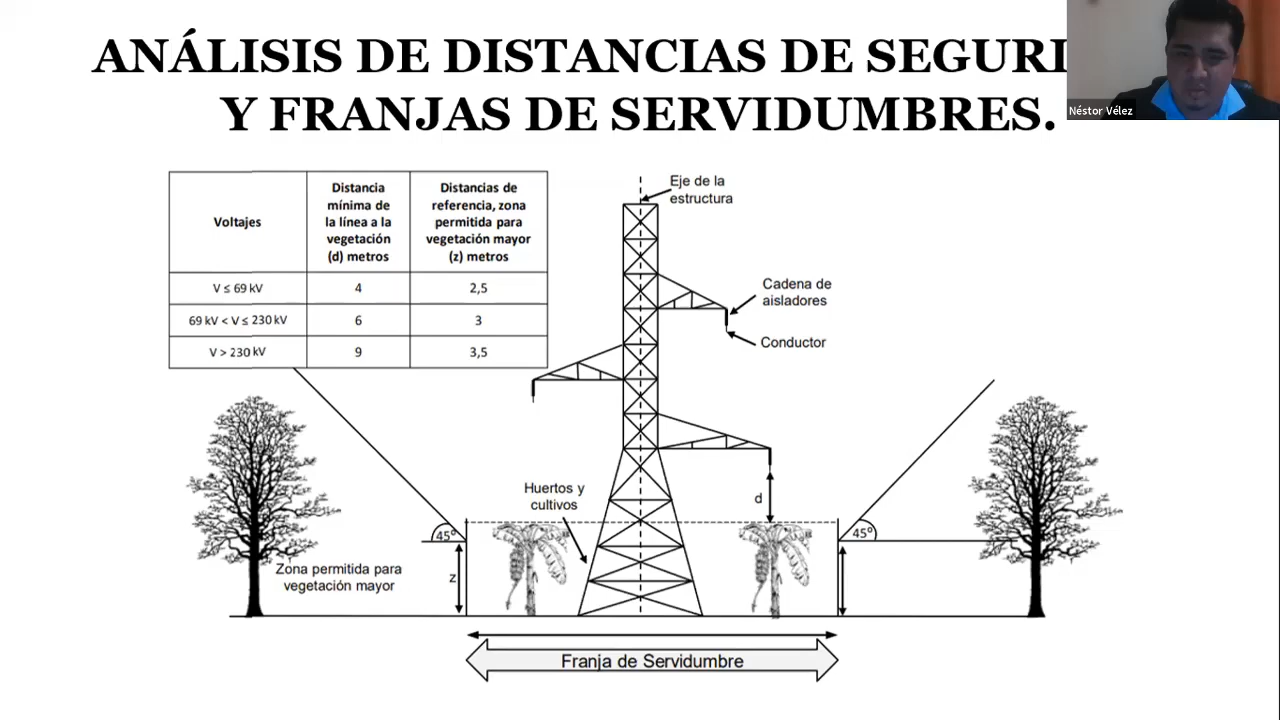 ANÁLISIS DE DISTANCIAS DE SEGURI
Y FRANJAS DE SERVIDUMBRES.
Néstor Vélez
Voltajes
Distancia
mínima de
la línea a la
vegetación
(d) metros
Distancias de
referencia, zona
permitida para
vegetación mayor
(z) metros
V ≤ 69 kV
4
2,5
69 kV < V ≤ 230 kV
6
3
V > 230 kV
9
3,5
Eje de la
estructura
Cadena de
aisladores
Conductor
Huertos y
cultivos
d
45°
45°
Zona permitida para
vegetación mayor
z
Franja de Servidumbre